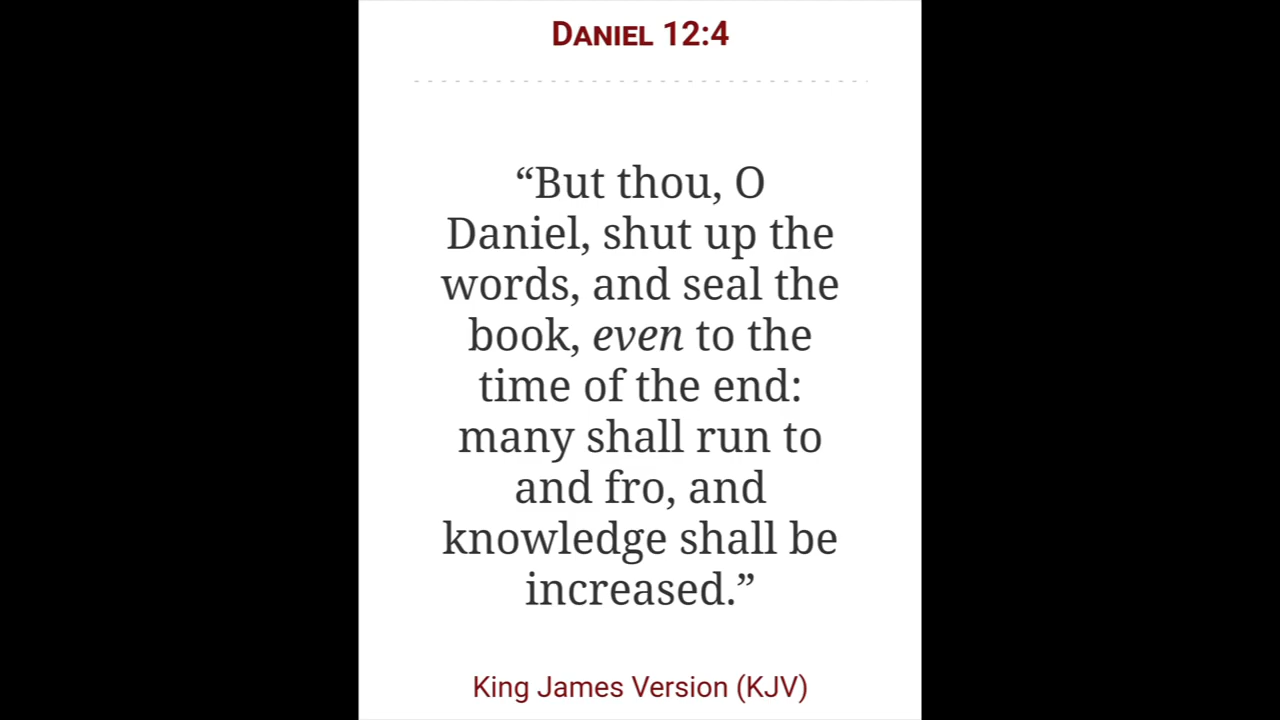 DANIEL 12:4
“But thou, O
Daniel, shut up the
words, and seal the
book, even to the
time of the end:
many shall run to
and fro, and
knowledge shall be
increased.”
King James Version (KJV)